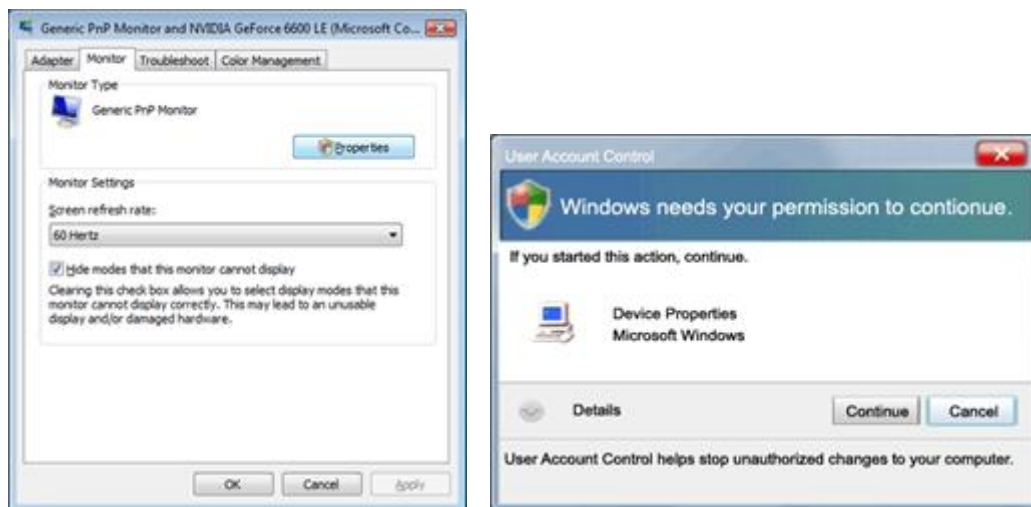 Generic PnP Monitor and NVIDIA GeForce 6600 LE (Microsoft Co...
Adapter Monitor Troubleshoot Color Management
Monitor Type
Generic PnP Monitor
Properties
Monitor Settings
Screen refresh rate:
60 Hertz
Hide modes that this monitor cannot display
Clearing this check box allows you to select display modes that this
monitor cannot display correctly. This may lead to an unusable
display and/or damaged hardware.
OK Cancel Apply
User Account Control
Windows needs your permission to contionue.
If you started this action, continue.
Device Properties
Microsoft Windows
Details Continue Cancel
User Account Control helps stop unauthorized changes to your computer.